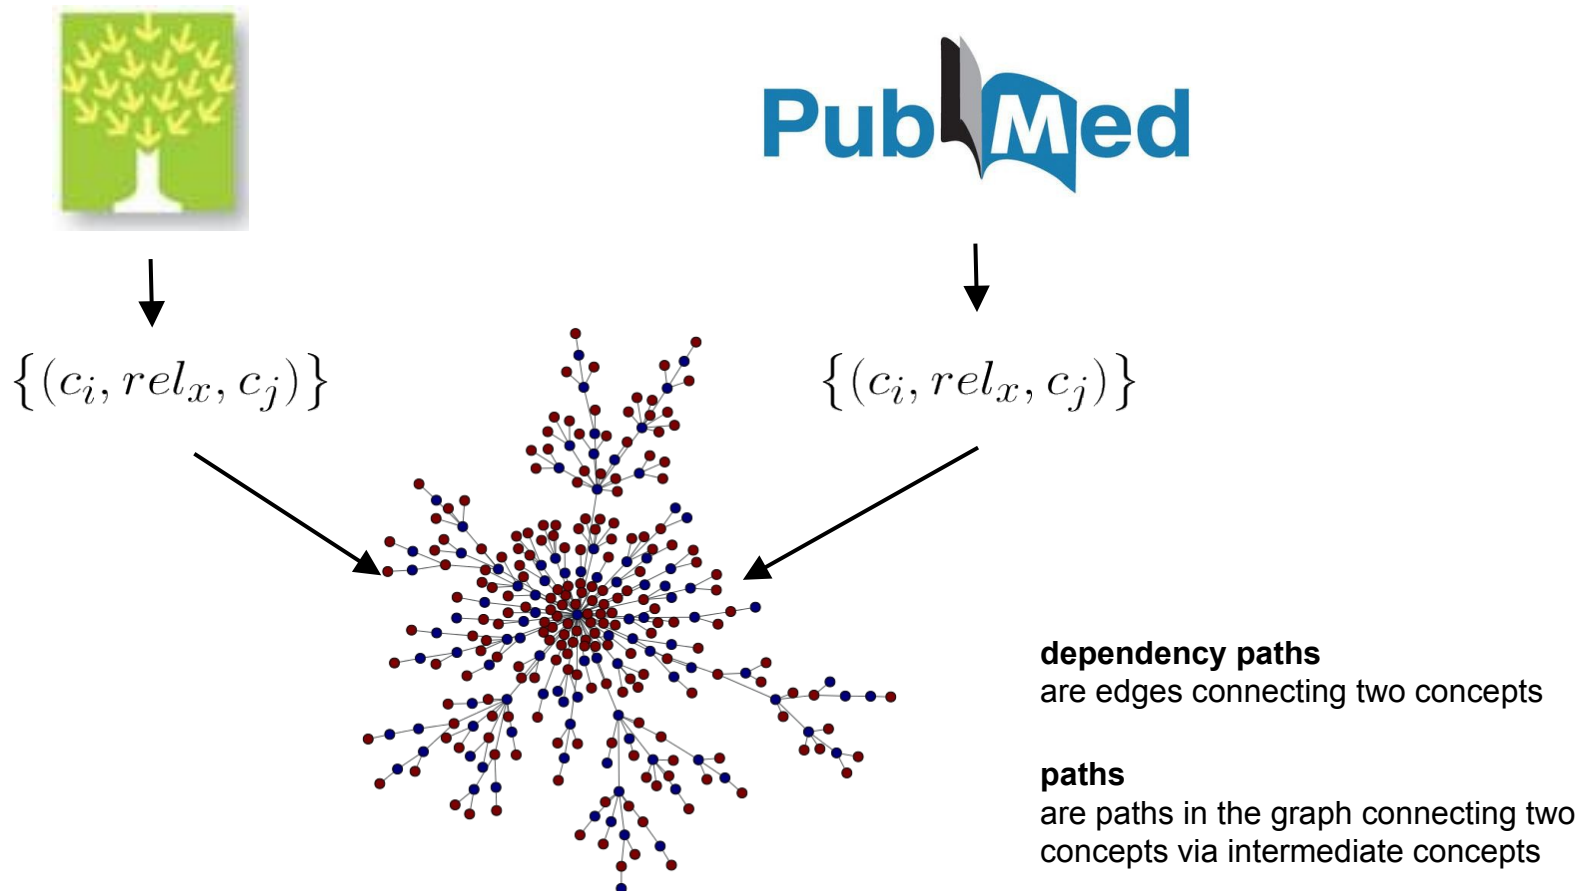 PubMed
{(c_i, rel_x, c_j)}
{(c_i, rel_x, c_j)}
dependency paths
are edges connecting two concepts
paths
are paths in the graph connecting two
concepts via intermediate concepts